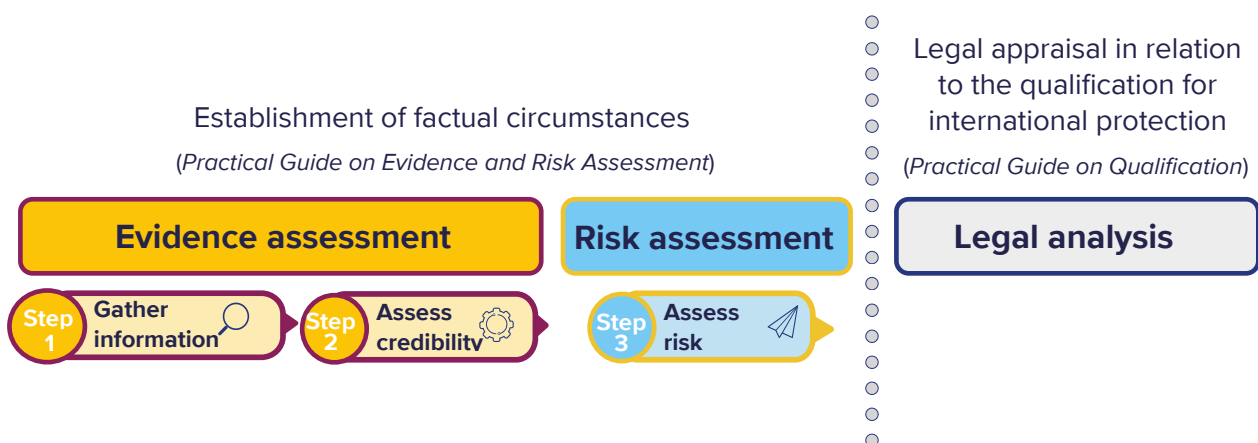 Establishment of factual circumstances
(Practical Guide on Evidence and Risk Assessment)
Legal appraisal in relation
to the qualification for
international protection
(Practical Guide on Qualification)
Evidence assessment
Risk assessment
Legal analysis
Step
1
Gather
information
Step
2
Assess
credibility
Step
3
Assess
risk